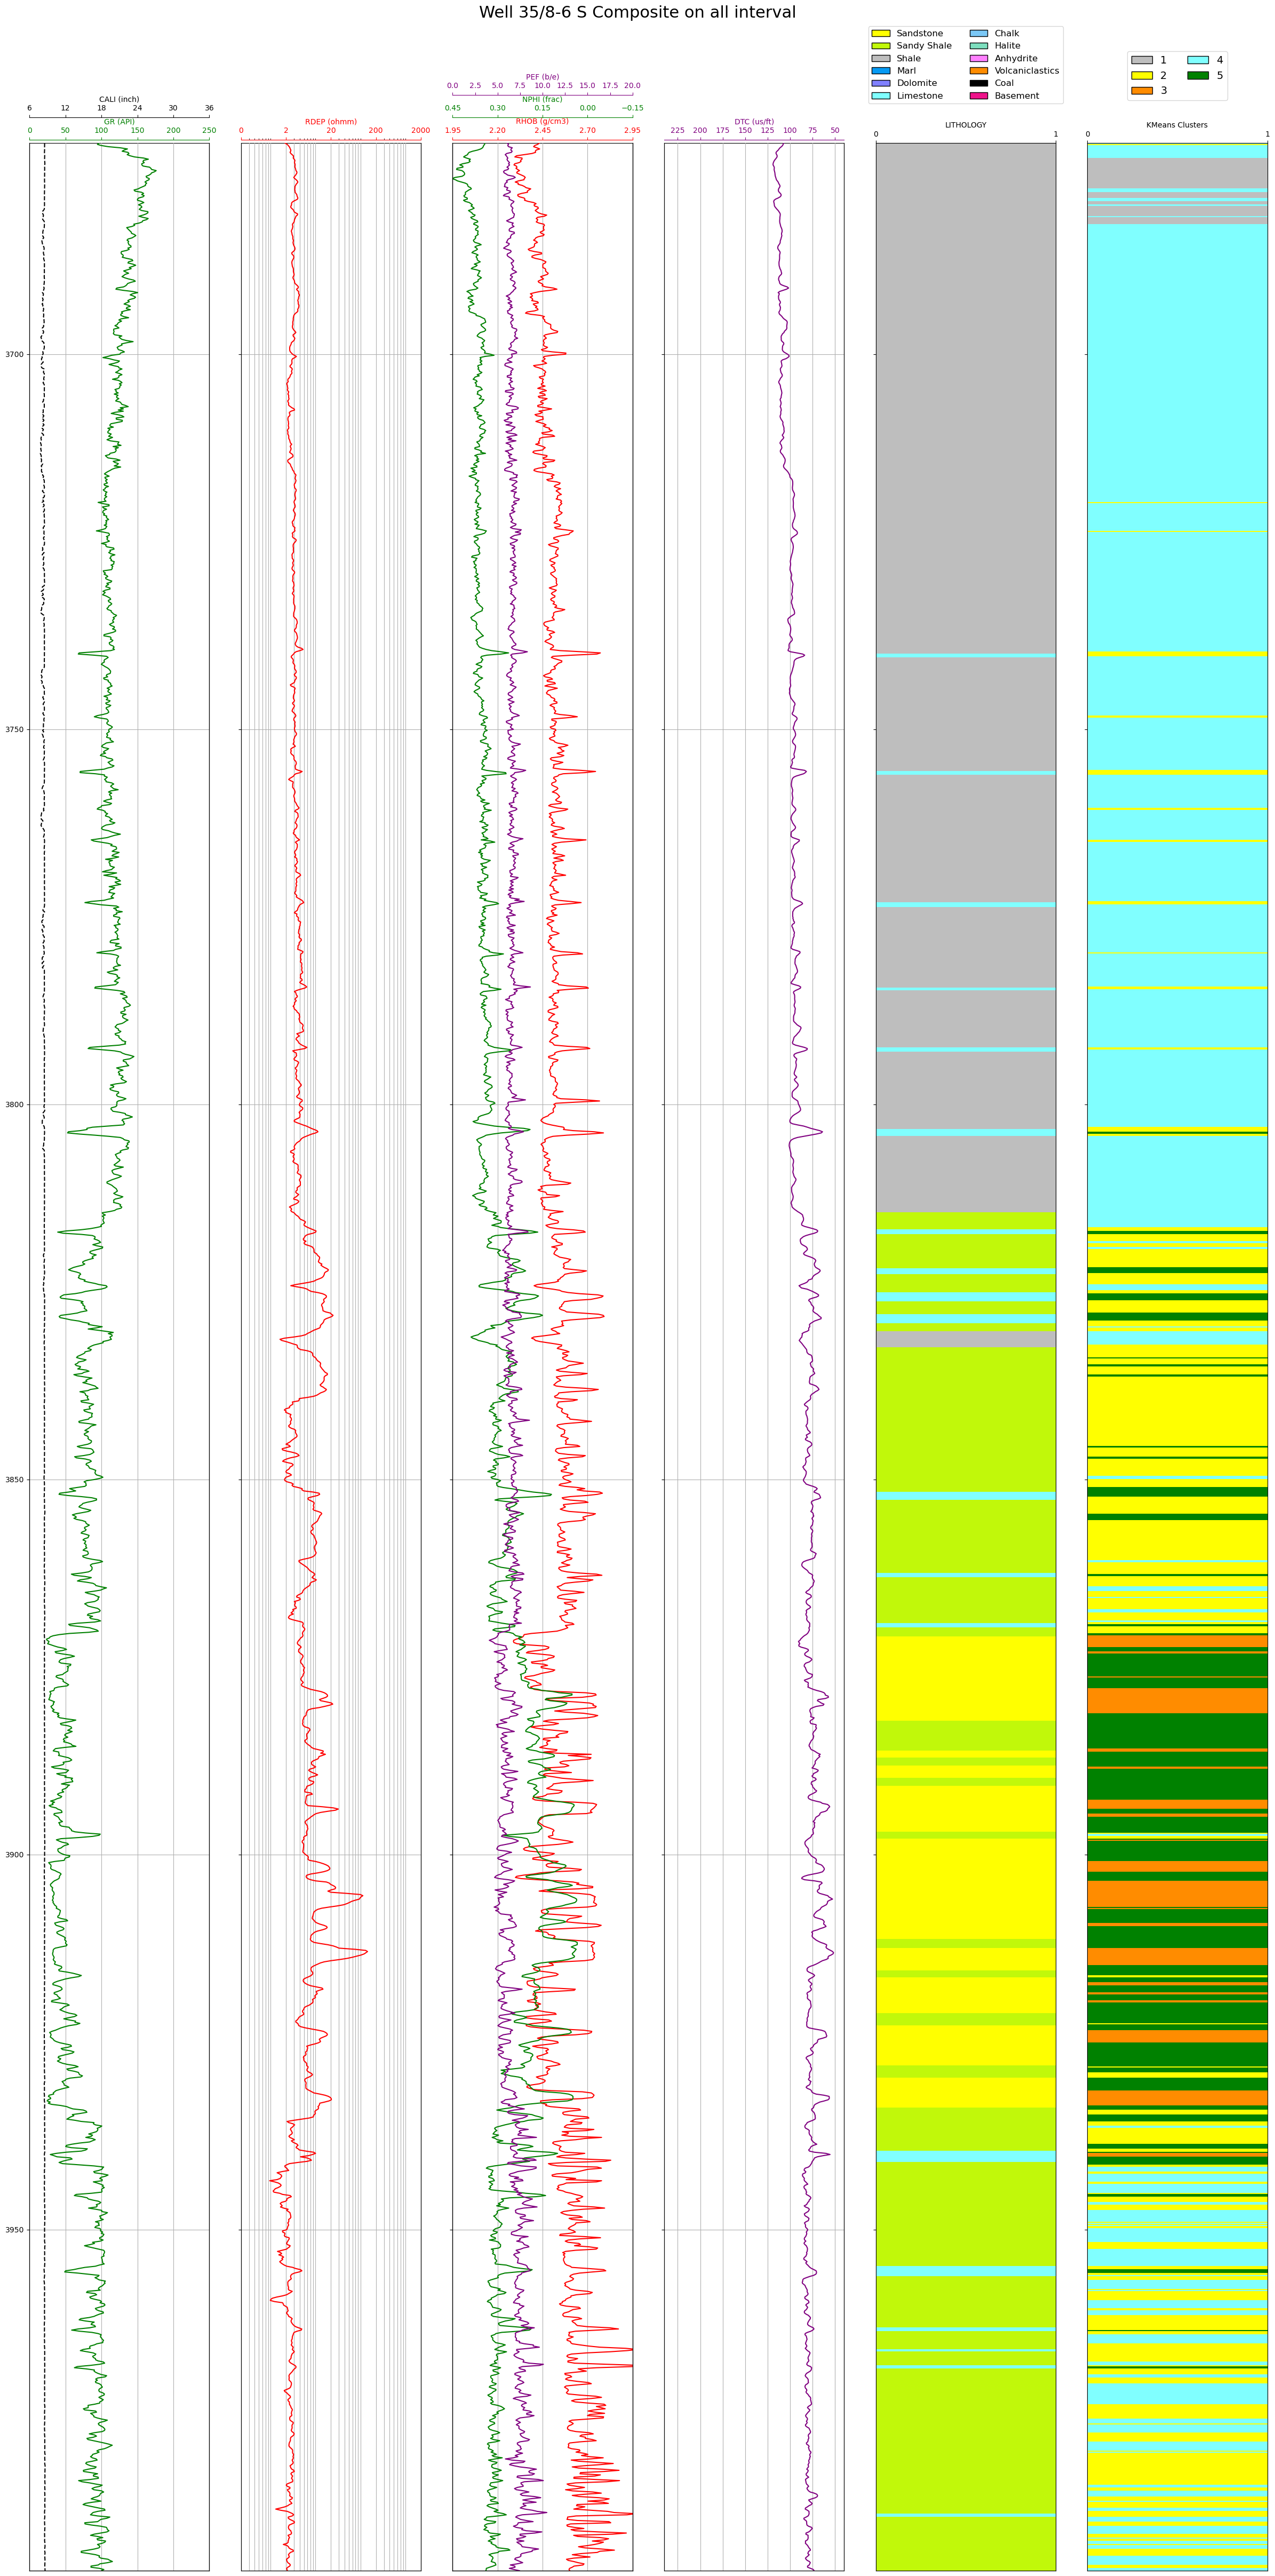 Well 35/8-6 S Composite on all interval
Sandstone
Sandy Shale
Shale
Marl
Dolomite
Limestone
Chalk
Halite
Anhydrite
Volcaniclastics
Coal
Basement
1
2
3
4
5
PEF (b/e)
0.0 2.5 5.0 7.5 10.0 12.5 15.0 17.5 20.0
CALI (inch)
6 12 18 24 30 36
NPHI (frac)
0.45 0.30 0.15 0.00 −0.15
GR (API)
0 50 100 150 200 250
RDEP (ohmm)
0 2 20 200 2000
RHOB (g/cm3)
1.95 2.20 2.45 2.70 2.95
DTC (us/ft)
225 200 175 150 125 100 75 50
LITHOLOGY
0 1
KMeans Clusters
0 1
3700
3750
3800
3850
3900
3950